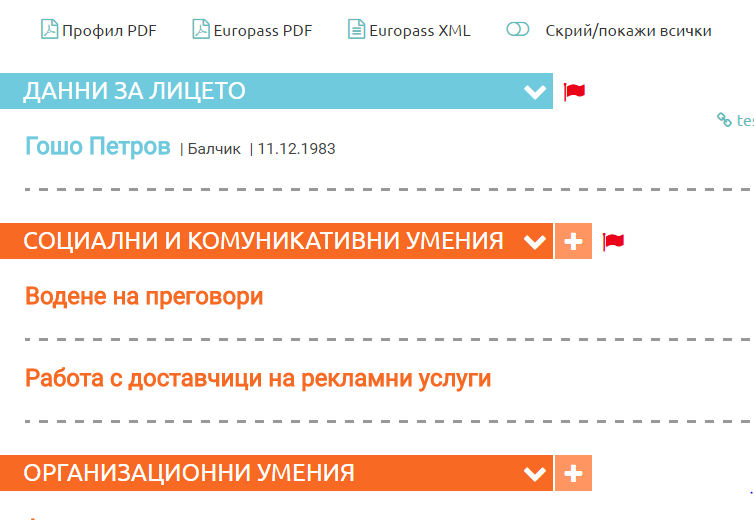 Профил PDF Europass PDF Europass XML Скрий/покажи всички
ДАННИ ЗА ЛИЦЕТО
tes
Гошо Петров | Балчик | 11.12.1983
СОЦИАЛНИ И КОМУНИКАТИВНИ УМЕНИЯ
Водене на преговори
Работа с доставчици на рекламни услуги
ОРГАНИЗАЦИОННИ УМЕНИЯ